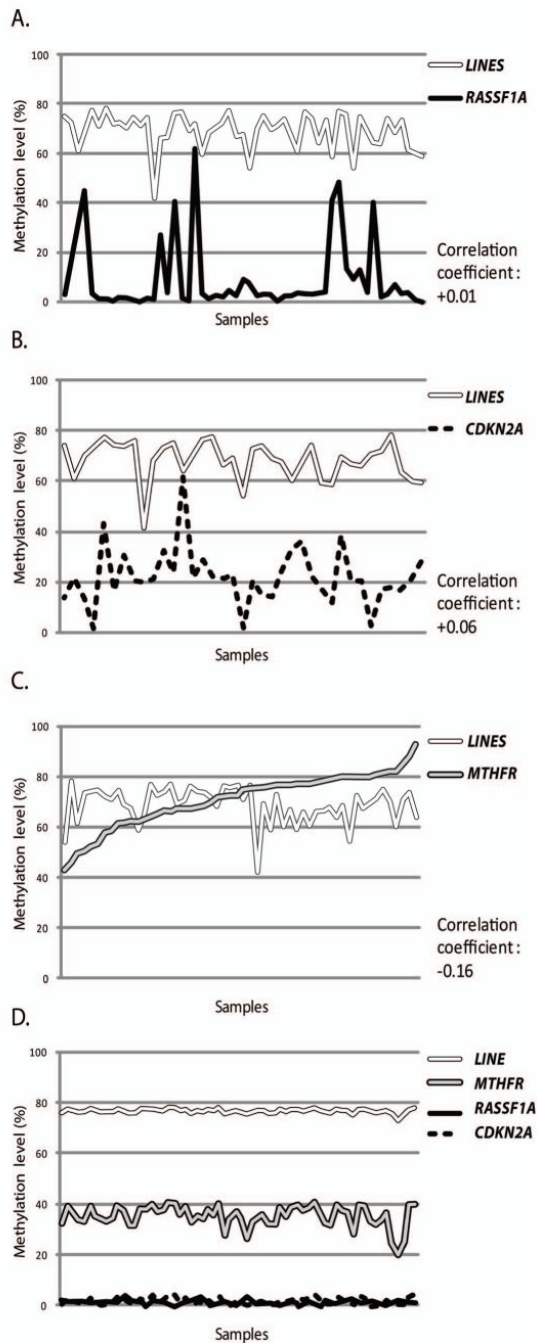 A.
100
80
60
40
20
0
Methylation level (%)
Samples
LINES
RASSF1A
Correlation
coefficient :
+0.01
B.
100
80
60
40
20
0
Methylation level (%)
Samples
LINES
CDKN2A
Correlation
coefficient :
+0.06
C.
100
80
60
40
20
0
Methylation level (%)
Samples
LINES
MTHFR
Correlation
coefficient :
-0.16
D.
100
80
60
40
20
0
Methylation level (%)
Samples
LINE
MTHFR
RASSF1A
CDKN2A